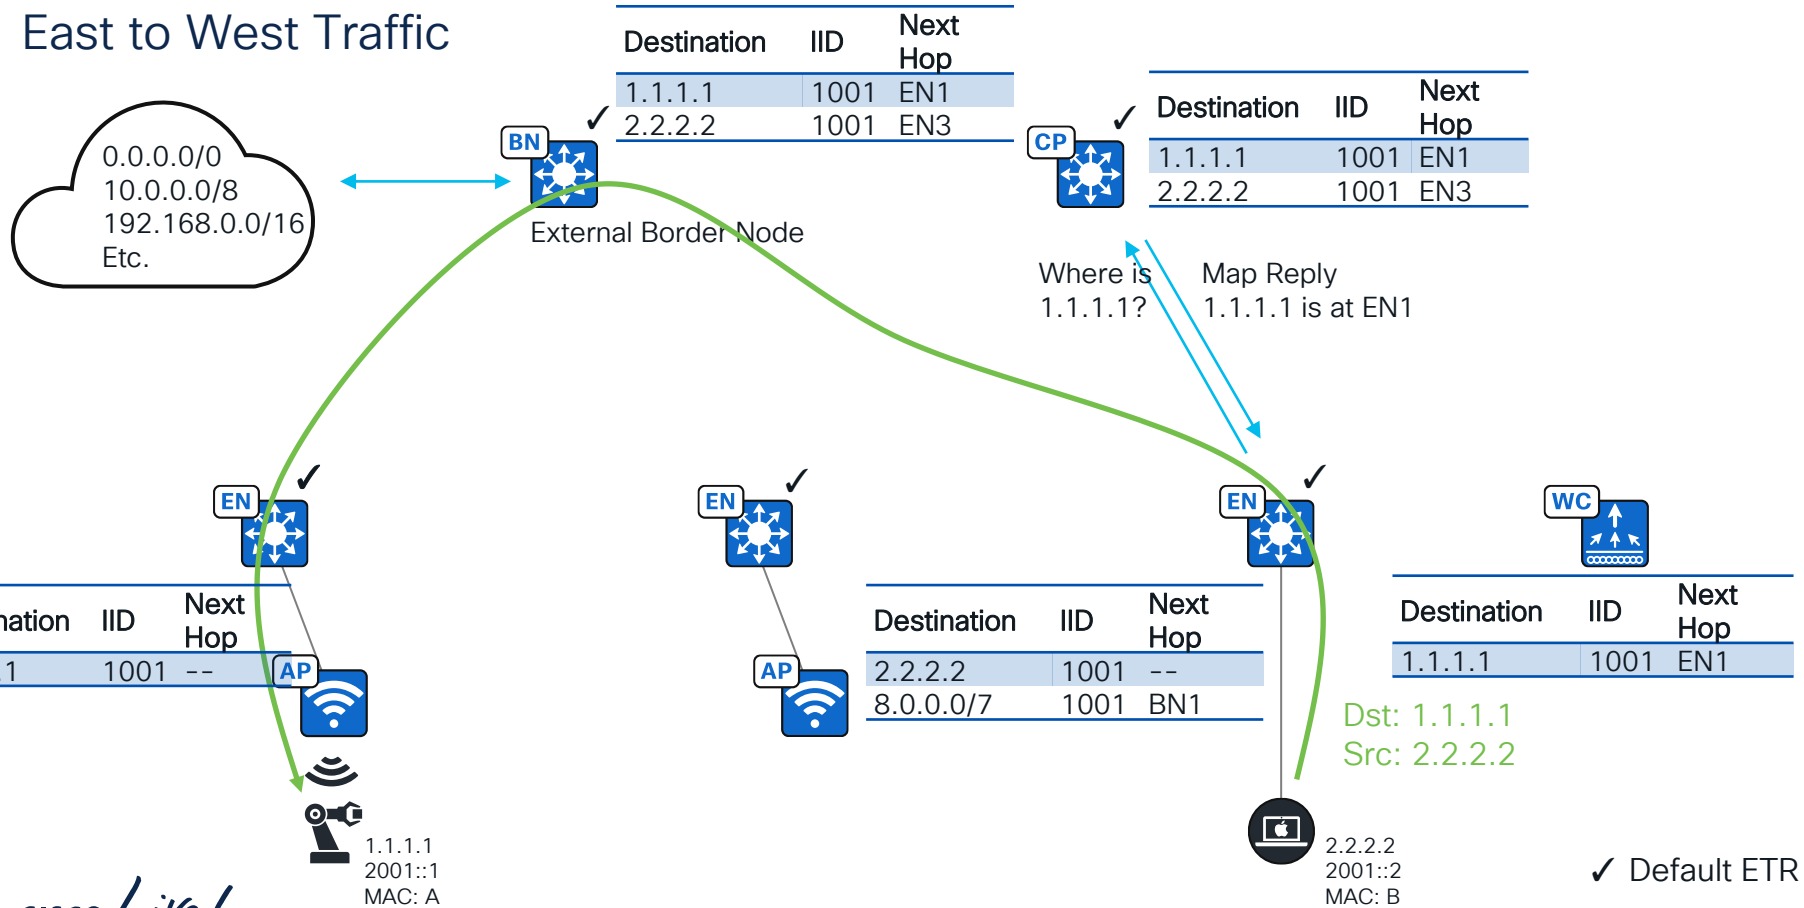 East to West Traffic
Destination IID Next Hop
1.1.1.1 1001 EN1
2.2.2.2 1001 EN3
Destination IID Next Hop
1.1.1.1 1001 EN1
2.2.2.2 1001 EN3
0.0.0.0/0
10.0.0.0/8
192.168.0.0/16
Etc.
BN
External Border Node
CP
Where is
1.1.1.1?
Map Reply
1.1.1.1 is at EN1
EN
EN
EN
WC
IID Next Hop
1001 --
AP
AP
Destination IID Next Hop
2.2.2.2 1001 --
8.0.0.0/7 1001 BN1
Destination IID Next Hop
1.1.1.1 1001 EN1
Dst: 1.1.1.1
Src: 2.2.2.2
1.1.1.1
2001::1
MAC: A
2.2.2.2
2001::2
MAC: B
✓ Default ETR